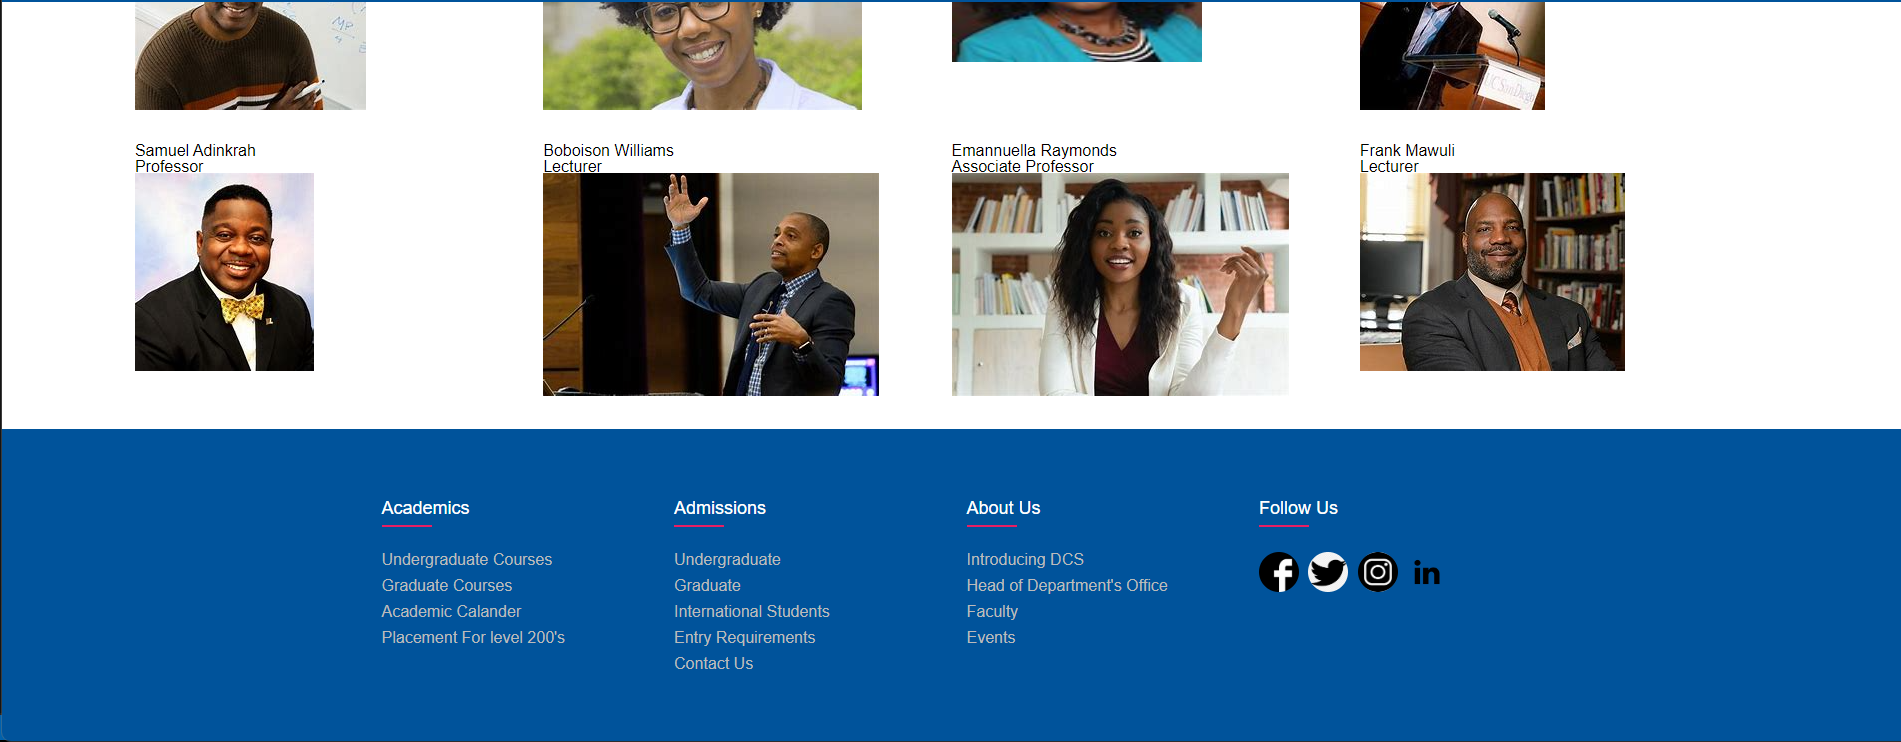 MP
UCSanDiego
Samuel Adinkrah
Professor
Boboison Williams
Lecturer
Emannuella Raymonds
Associate Professor
Frank Mawuli
Lecturer
Academics
Undergraduate Courses
Graduate Courses
Academic Calander
Placement For level 200's
Admissions
Undergraduate
Graduate
International Students
Entry Requirements
Contact Us
About Us
Introducing DCS
Head of Department's Office
Faculty
Events
Follow Us
in